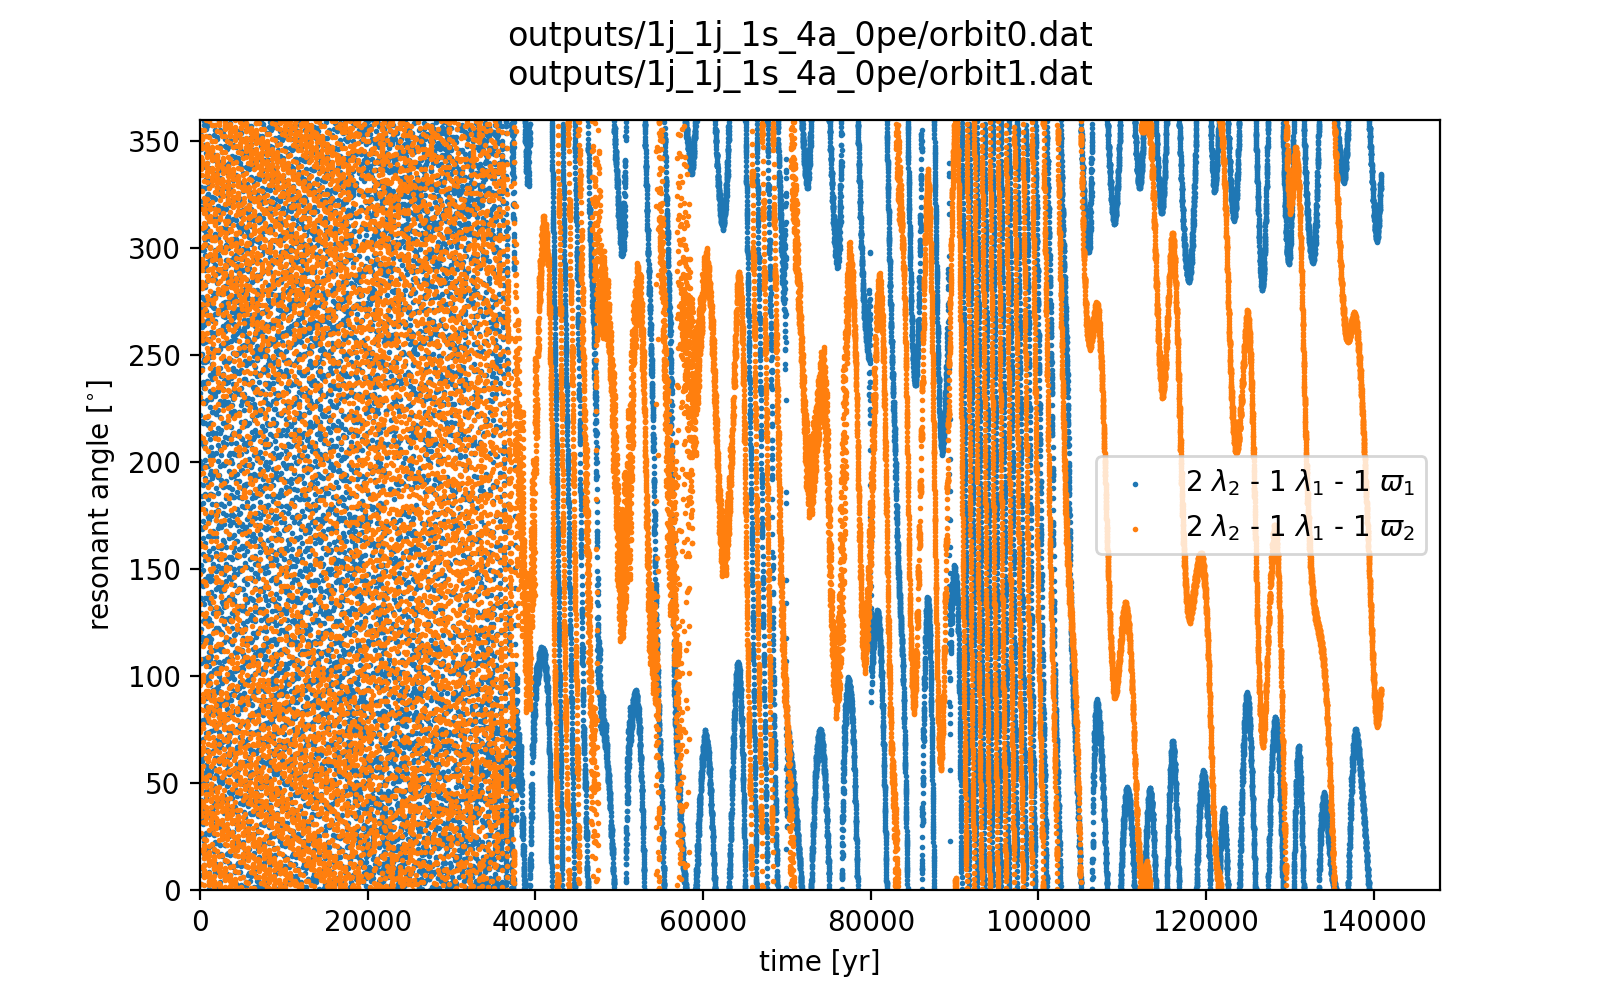 outputs/1j_1j_1s_4a_0pe/orbit0.dat
outputs/1j_1j_1s_4a_0pe/orbit1.dat
350
300
250
200
150
100
50
0
resonant angle [°]
2 λ₂ - 1 λ₁ - 1 ϖ₁
2 λ₂ - 1 λ₁ - 1 ϖ₂
0 20000 40000 60000 80000 100000 120000 140000
time [yr]